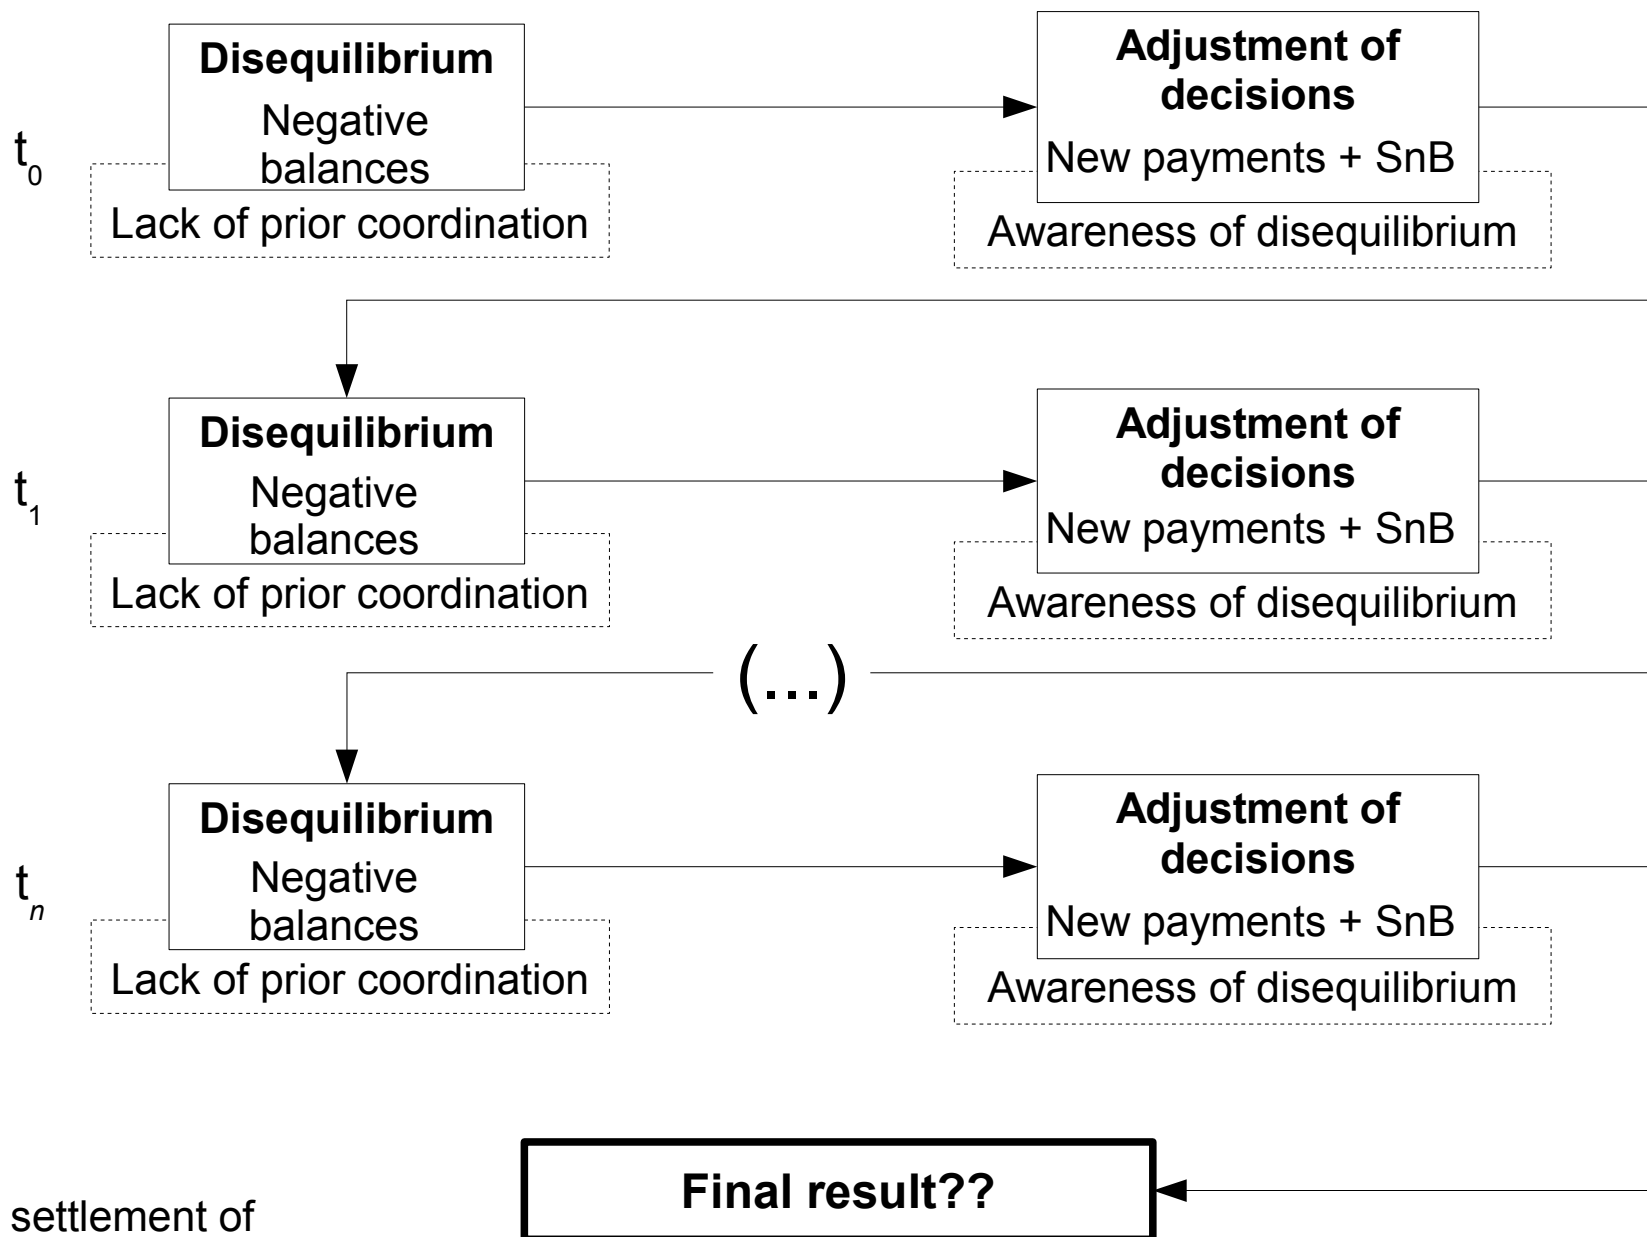 Disequilibrium
Negative
balances
Lack of prior coordination
Adjustment of
decisions
New payments + SnB
Awareness of disequilibrium
t0
Disequilibrium
Negative
balances
Lack of prior coordination
Adjustment of
decisions
New payments + SnB
Awareness of disequilibrium
t1
(...)
Disequilibrium
Negative
balances
Lack of prior coordination
Adjustment of
decisions
New payments + SnB
Awareness of disequilibrium
tn
Final result??
settlement of